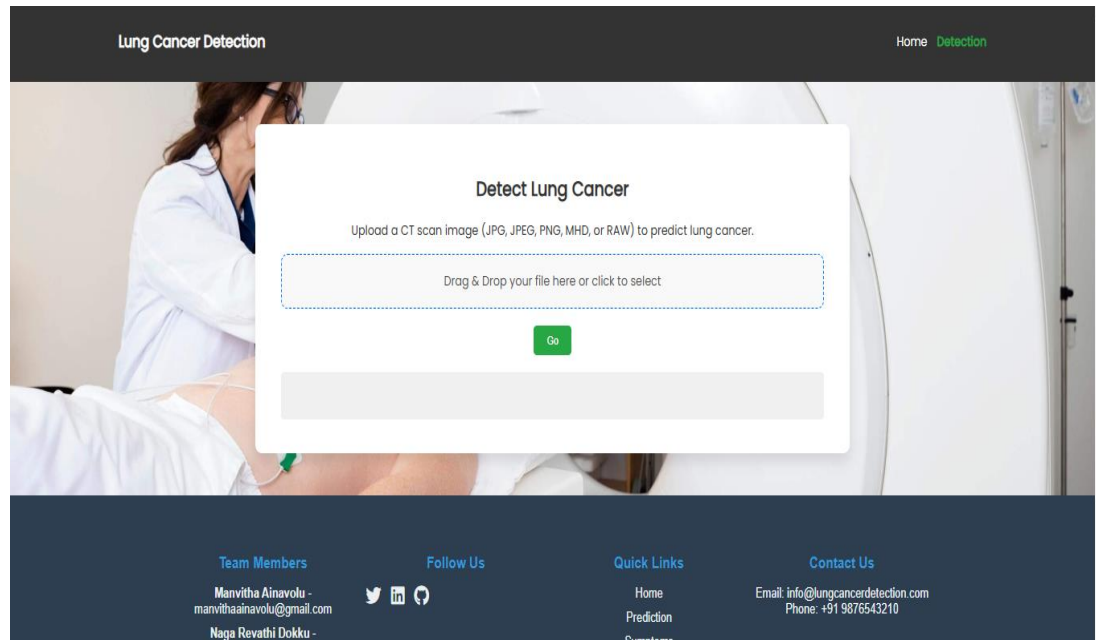 Lung Cancer Detection
Home Detection
Detect Lung Cancer
Upload a CT scan image (JPG, JPEG, PNG, MHD, or RAW) to predict lung cancer.
Drag & Drop your file here or click to select
Go
Team Members
Manvitha Ainavolu -
manvithaainavolu@gmail.com
Naga Revathi Dokku -
Follow Us
Quick Links
Home
Prediction
Symptoms
Contact Us
Email: info@lungcancerdetection.com
Phone: +91 9876543210